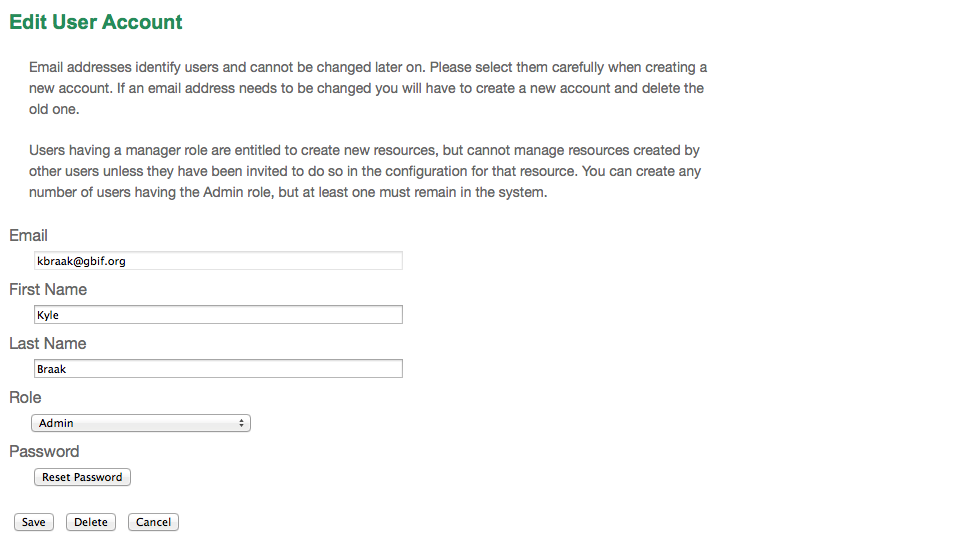 Edit User Account
Email addresses identify users and cannot be changed later on. Please select them carefully when creating a
new account. If an email address needs to be changed you will have to create a new account and delete the
old one.
Users having a manager role are entitled to create new resources, but cannot manage resources created by
other users unless they have been invited to do so in the configuration for that resource. You can create any
number of users having the Admin role, but at least one must remain in the system.
Email
kbraak@gbif.org
First Name
Kyle
Last Name
Braak
Role
Admin
Password
Reset Password
Save Delete Cancel